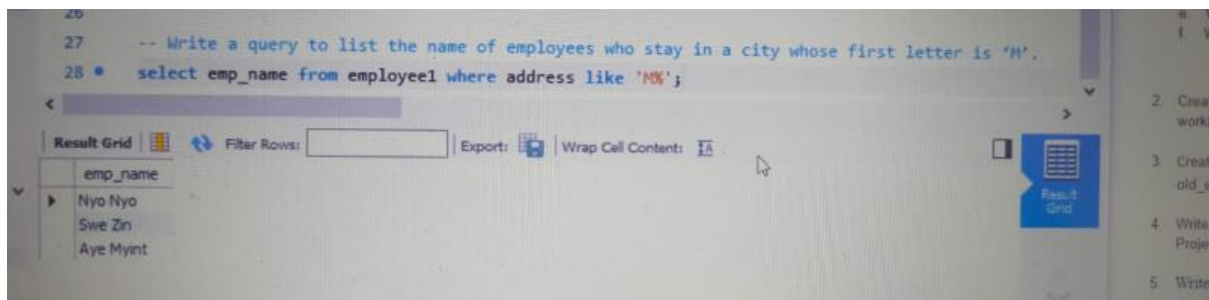 26
27 -- Write a query to list the name of employees who stay in a city whose first letter is 'M'.
28 select emp_name from employee1 where address like 'M%';
Result Grid Filter Rows: Export: Wrap Cell Content:
emp_name
Nyo Nyo
Swe Zin
Aye Myint
Result
Grid
2. Crea
work
3. Creat
old_e
4. Write
Proje
5. Write